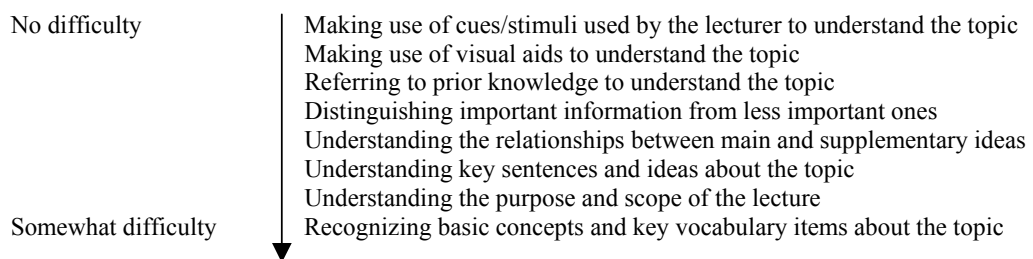 No difficulty Making use of cues/stimuli used by the lecturer to understand the topic
Making use of visual aids to understand the topic
Referring to prior knowledge to understand the topic
Distinguishing important information from less important ones
Understanding the relationships between main and supplementary ideas
Understanding key sentences and ideas about the topic
Understanding the purpose and scope of the lecture
Somewhat difficulty Recognizing basic concepts and key vocabulary items about the topic